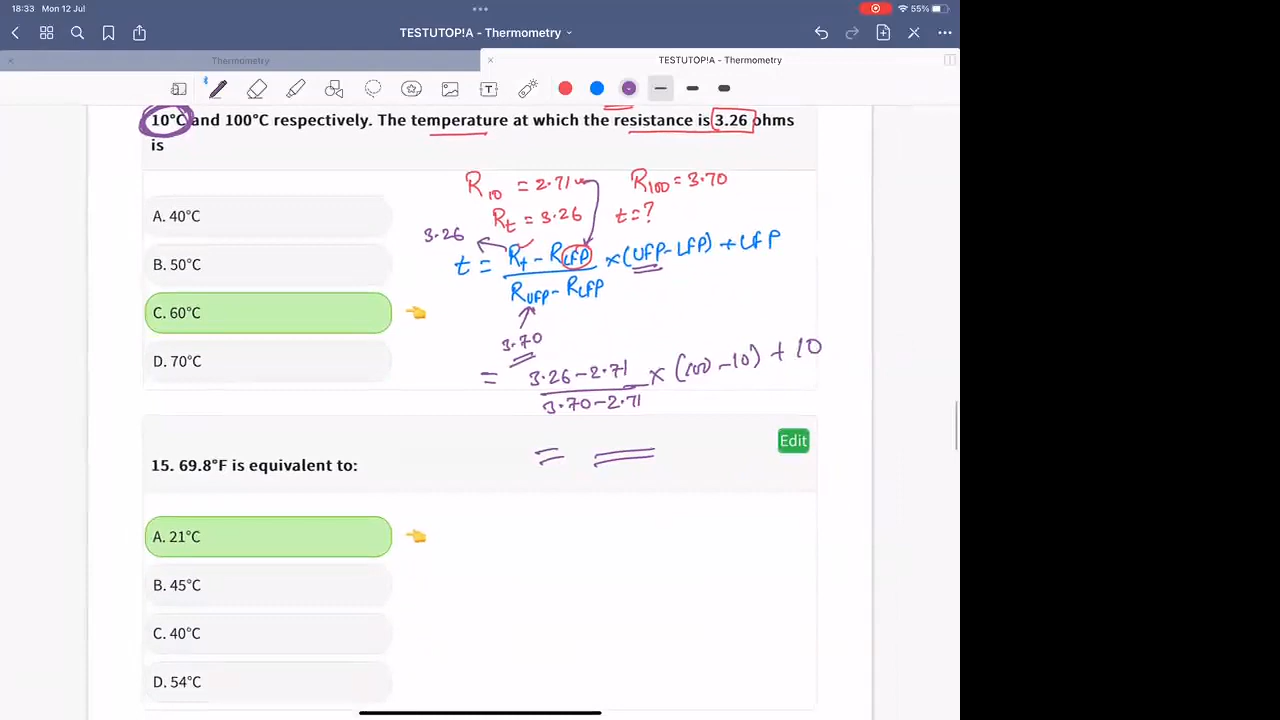 18:33 Mon 12 Jul
55%
TESTUTOP!A - Thermometry
Thermometry
TESTUTOP!A - Thermometry
10°C and 100°C respectively. The temperature at which the resistance is 3.26 ohms
is
R10 = 2.71
R100 = 3.70
Rt = 3.26
t = ?
3.26
t = Rt - RLFP × (UFP - LFP) + LFP
RUFP - RLFP
3.70
= 3.26 - 2.71 × (100 - 10) + 10
3.70 - 2.71
=
A. 40°C
B. 50°C
C. 60°C
D. 70°C
Edit
15. 69.8°F is equivalent to:
A. 21°C
B. 45°C
C. 40°C
D. 54°C